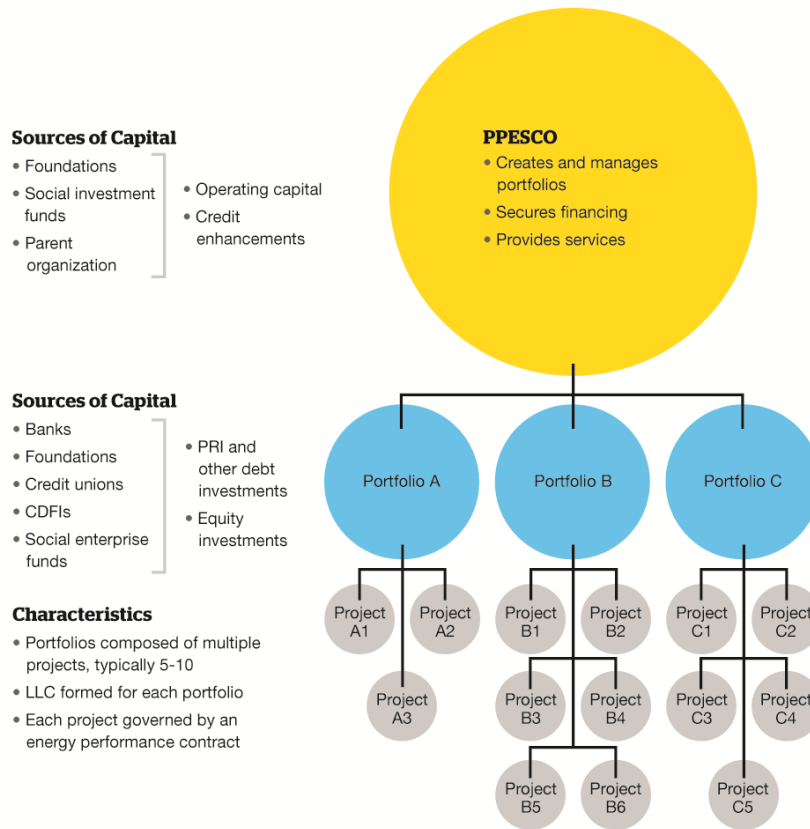 Sources of Capital
• Foundations
• Social investment
funds
• Parent
organization
• Operating capital
• Credit
enhancements
PPESCO
• Creates and manages
portfolios
• Secures financing
• Provides services
Sources of Capital
• Banks
• Foundations
• Credit unions
• CDFIs
• Social enterprise
funds
• PRI and
other debt
investments
• Equity
investments
Portfolio A
Portfolio B
Portfolio C
Characteristics
• Portfolios composed of multiple
projects, typically 5-10
• LLC formed for each portfolio
• Each project governed by an
energy performance contract
Project
A1
Project
A2
Project
A3
Project
B1
Project
B2
Project
B3
Project
B4
Project
B5
Project
B6
Project
C1
Project
C2
Project
C3
Project
C4
Project
C5